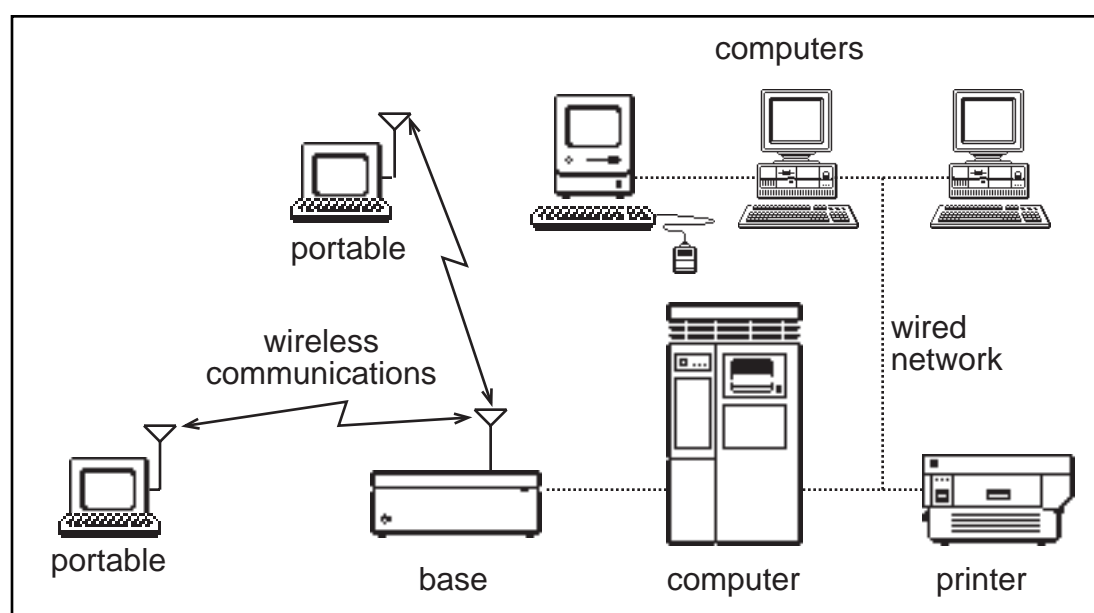 computers
portable
wireless
communications
wired
network
portable
base
computer
printer